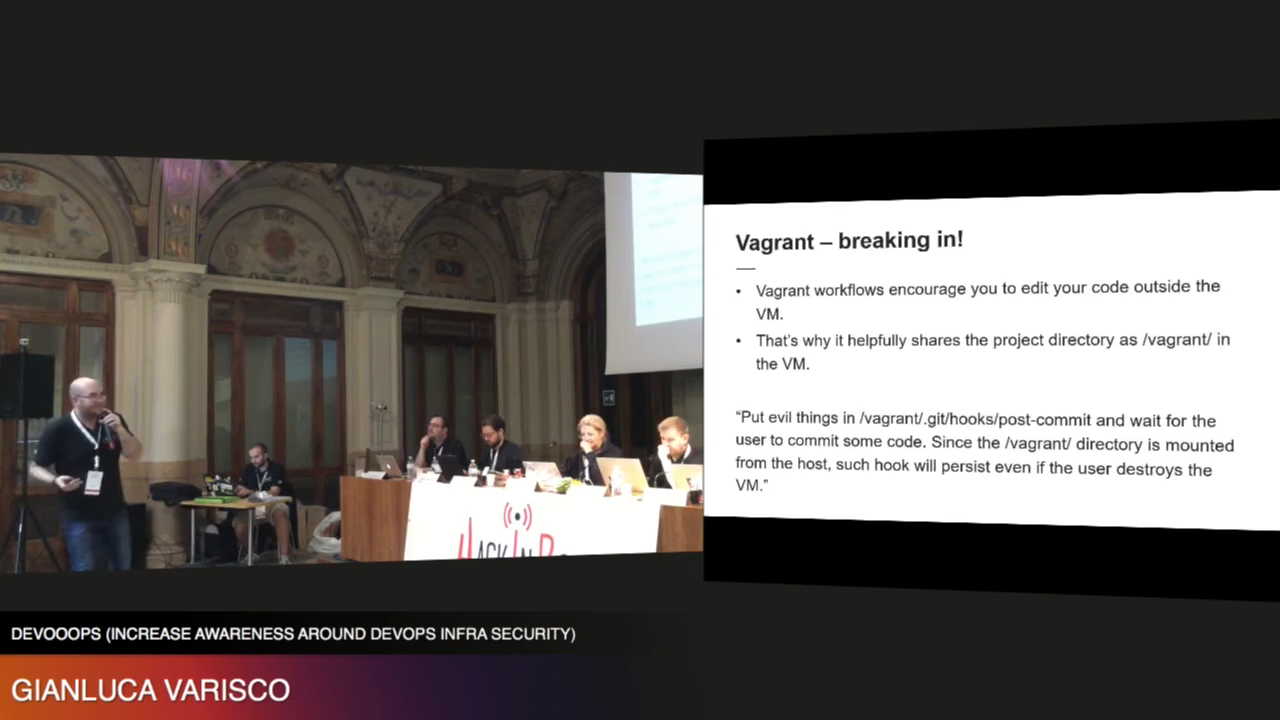 Vagrant – breaking in!
• Vagrant workflows encourage you to edit your code outside the
VM.
• That's why it helpfully shares the project directory as /vagrant/ in
the VM.
“Put evil things in /vagrant/.git/hooks/post-commit and wait for the
user to commit some code. Since the /vagrant/ directory is mounted
from the host, such hook will persist even if the user destroys the
VM.”
HACK IN B
DEVOOOPS (INCREASE AWARENESS AROUND DEVOPS INFRA SECURITY)
GIANLUCA VARISCO